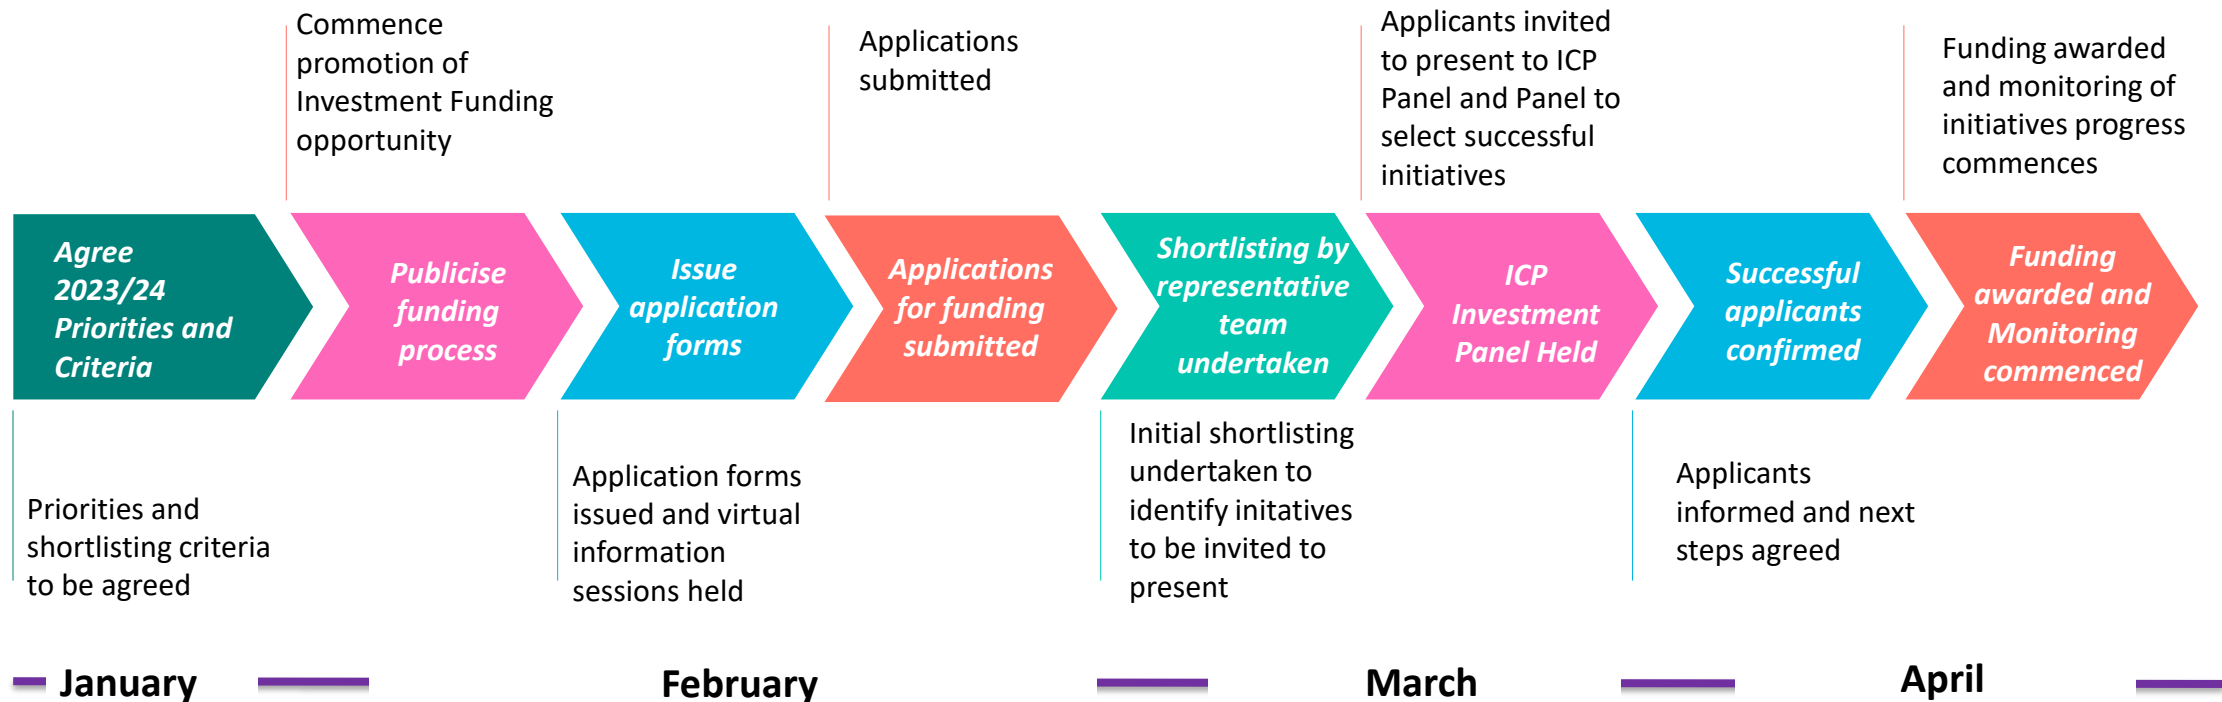 Commence
promotion of
Investment Funding
opportunity
Applications
submitted
Applicants invited
to present to ICP
Panel and Panel to
select successful
initiatives
Funding awarded
and monitoring of
initiatives progress
commences
Agree
2023/24
Priorities and
Criteria
Publicise
funding
process
Issue
application
forms
Applications
for funding
submitted
Shortlisting by
representative
team
undertaken
ICP
Investment
Panel Held
Successful
applicants
confirmed
Funding
awarded and
Monitoring
commenced
Priorities and
shortlisting criteria
to be agreed
Application forms
issued and virtual
information
sessions held
Initial shortlisting
undertaken to
identify initatives
to be invited to
present
Applicants
informed and next
steps agreed
January
February
March
April